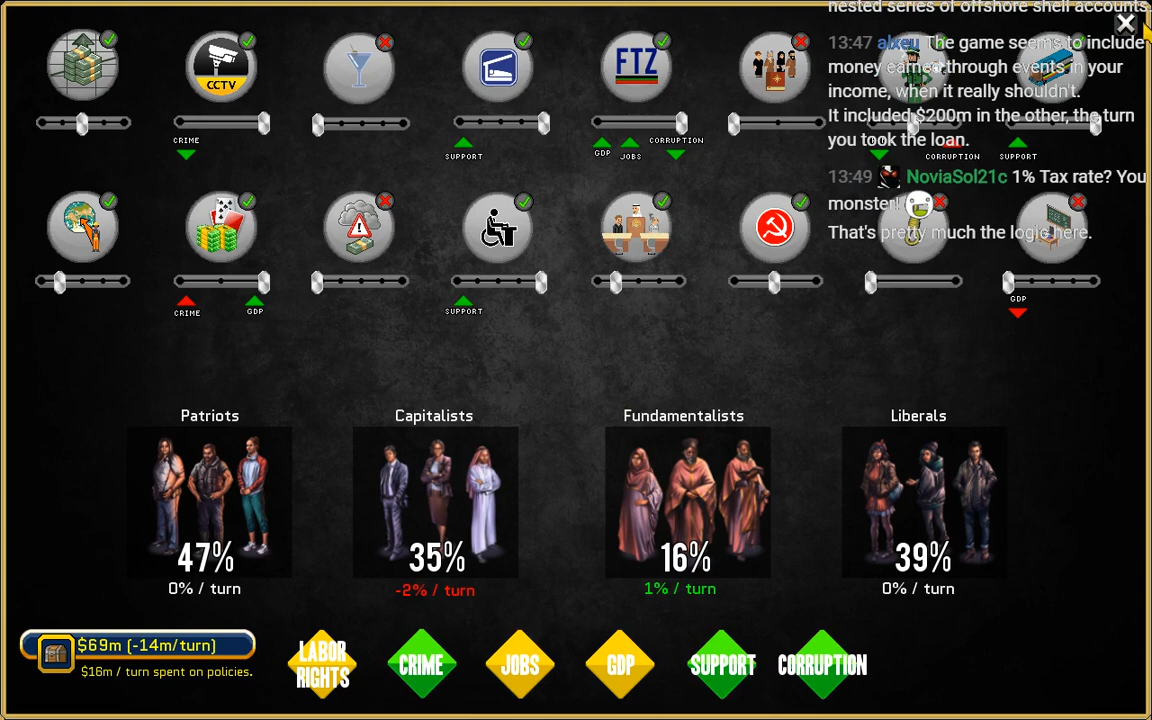 nested series of offshore shell accounts.
13:47 alxeu The game seems to include
money earned through events in your
income, when it really shouldn't.
It included $200m in the other, the turn
you took the loan.
13:49 NoviaSol21c 1% Tax rate? You
monster!
That's pretty much the logic here.
CCTV
FTZ
CRIME
SUPPORT
GDP
JOBS
CORRUPTION
CORRUPTION
SUPPORT
CRIME
GDP
SUPPORT
GDP
Patriots
Capitalists
Fundamentalists
Liberals
47%
35%
16%
39%
0% / turn
-2% / turn
1% / turn
0% / turn
$69m (-14m/turn)
$16m / turn spent on policies.
LABOR
RIGHTS
CRIME
JOBS
GDP
SUPPORT
CORRUPTION